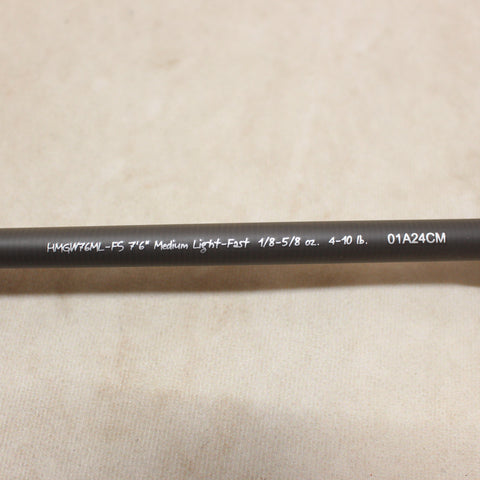 HMGW76ML-FS 7'6" Medium Light-Fast 1/8-5/8 oz. 4-10 lb. 01A24CM